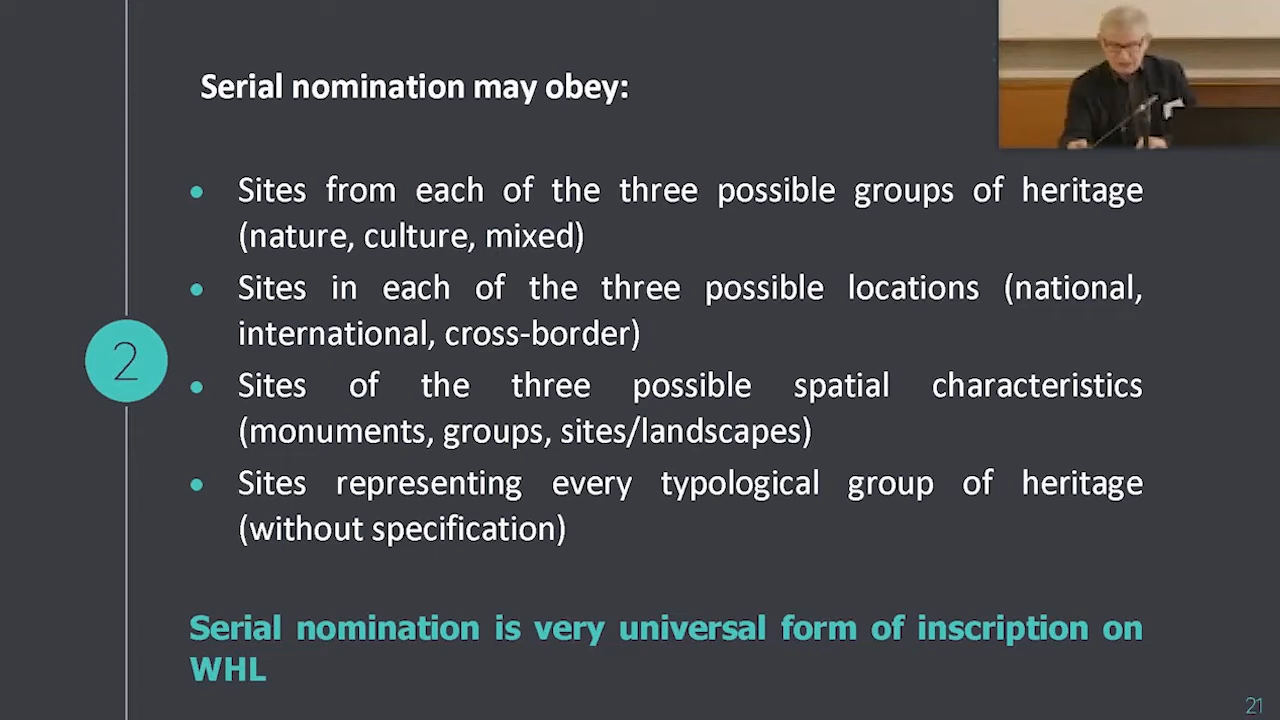 Serial nomination may obey:
Sites from each of the three possible groups of heritage
(nature, culture, mixed)
Sites in each of the three possible locations (national,
international, cross-border)
2
Sites of the three possible spatial characteristics
(monuments, groups, sites/landscapes)
Sites representing every typological group of heritage
(without specification)
Serial nomination is very universal form of inscription on
WHL
21